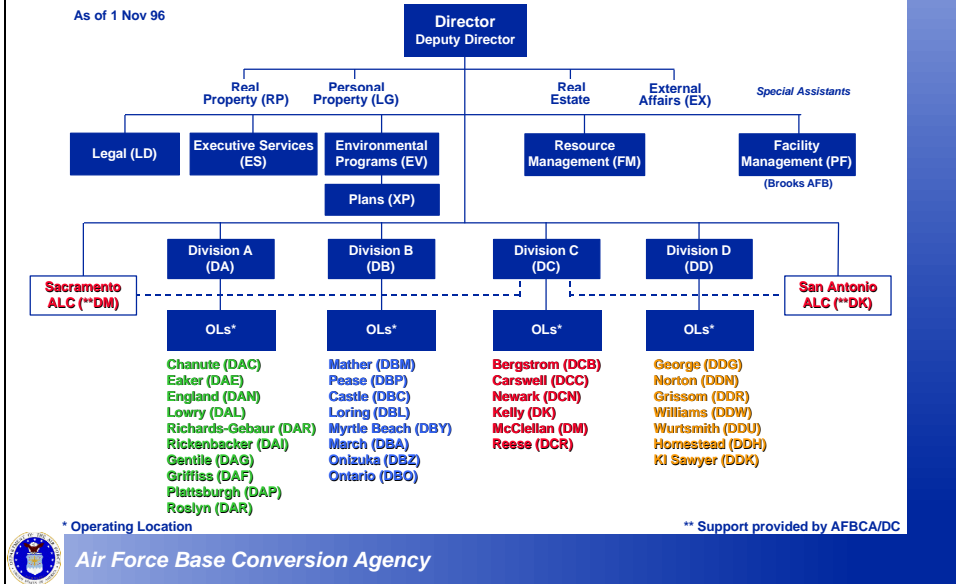 As of 1 Nov 96
Director
Deputy Director
Real
Property (RP)
Personal
Property (LG)
Real
Estate
External
Affairs (EX)
Special Assistants
Legal (LD)
Executive Services
(ES)
Environmental
Programs (EV)
Resource
Management (FM)
Facility
Management (PF)
(Brooks AFB)
Plans (XP)
Division A
(DA)
Division B
(DB)
Division C
(DC)
Division D
(DD)
Sacramento
ALC (**DM)
San Antonio
ALC (**DK)
OLs*
OLs*
OLs*
OLs*
Chanute (DAC)
Eaker (DAE)
England (DAN)
Lowry (DAL)
Richards-Gebaur (DAR)
Rickenbacker (DAI)
Gentile (DAG)
Griffiss (DAF)
Plattsburgh (DAP)
Roslyn (DAR)
Mather (DBM)
Pease (DBP)
Castle (DBC)
Loring (DBL)
Myrtle Beach (DBY)
March (DBA)
Onizuka (DBZ)
Ontario (DBO)
Bergstrom (DCB)
Carswell (DCC)
Newark (DCN)
Kelly (DK)
McClellan (DM)
Reese (DCR)
George (DDG)
Norton (DDN)
Grissom (DDR)
Williams (DDW)
Wurtsmith (DDU)
Homestead (DDH)
KI Sawyer (DDK)
* Operating Location
** Support provided by AFBCA/DC
Air Force Base Conversion Agency